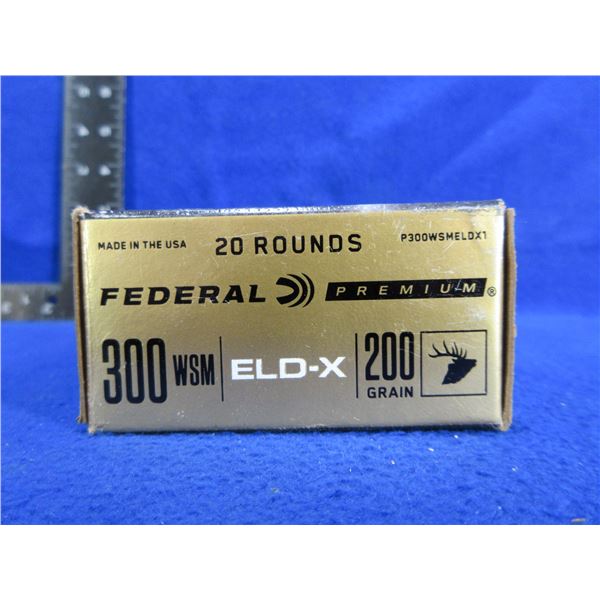 MADE IN THE USA 20 ROUNDS P300WSMELDX1
FEDERAL PREMIUM®
300 WSM ELD-X 200 GRAIN